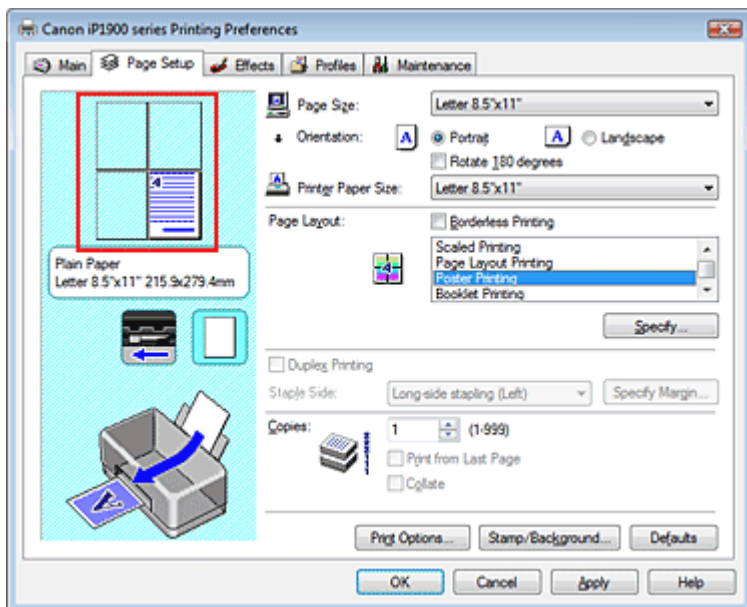 Canon iP1900 series Printing Preferences
Main Page Setup Effects Profiles Maintenance
Page Size: Letter 8.5"x11"
Orientation: A Portrait A Landscape
Rotate 180 degrees
Printer Paper Size: Letter 8.5"x11"
Page Layout: Borderless Printing
Scaled Printing
Page Layout Printing
Poster Printing
Booklet Printing
Plain Paper
Letter 8.5"x11" 215.9x279.4mm
Specify...
Duplex Printing
Staple Side: Long-side stapling (Left) Specify Margin...
Copies: 1 (1-999)
Print from Last Page
Collate
Print Options... Stamp/Background... Defaults
OK Cancel Apply Help